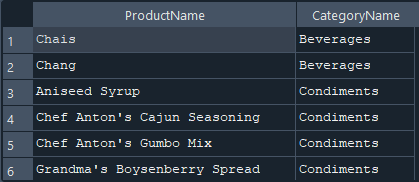 ProductName CategoryName
1 Chais Beverages
2 Chang Beverages
3 Aniseed Syrup Condiments
4 Chef Anton's Cajun Seasoning Condiments
5 Chef Anton's Gumbo Mix Condiments
6 Grandma's Boysenberry Spread Condiments